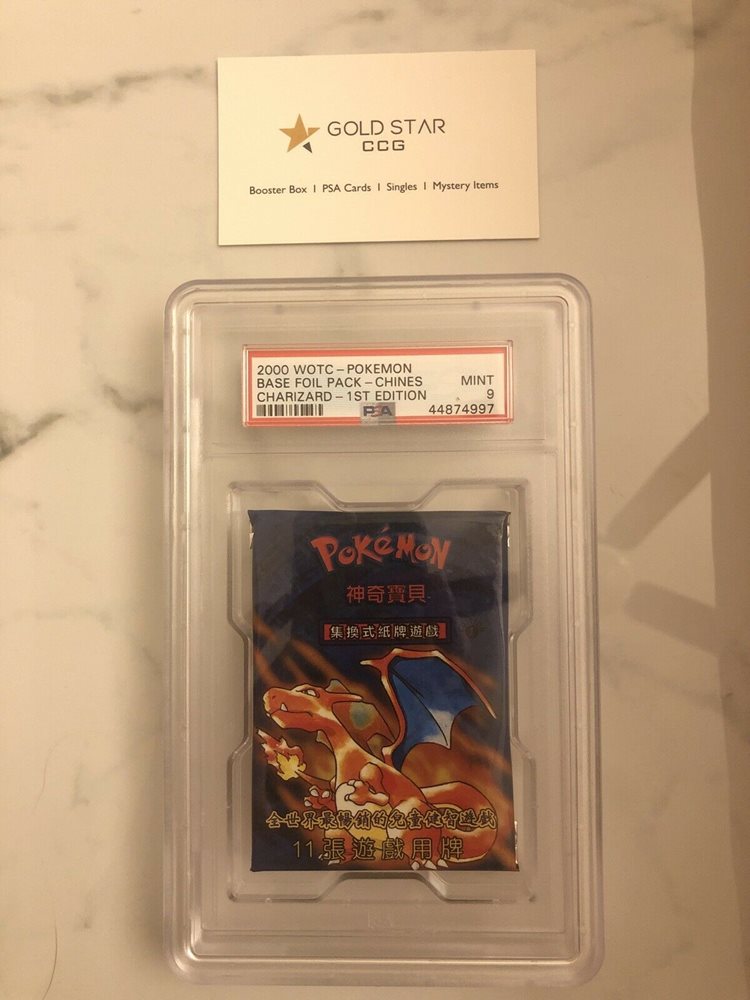 GOLD STAR
CCG
Booster Box I PSA Cards I Singles I Mystery Items
2000 WOTC – POKEMON
BASE FOIL PACK – CHINES MINT
CHARIZARD – 1ST EDITION 9
PSA 44874997
POKéMON
神奇寶貝
集換式紙牌遊戲
全世界最暢銷的兒童健智遊戲
11張遊戲用牌